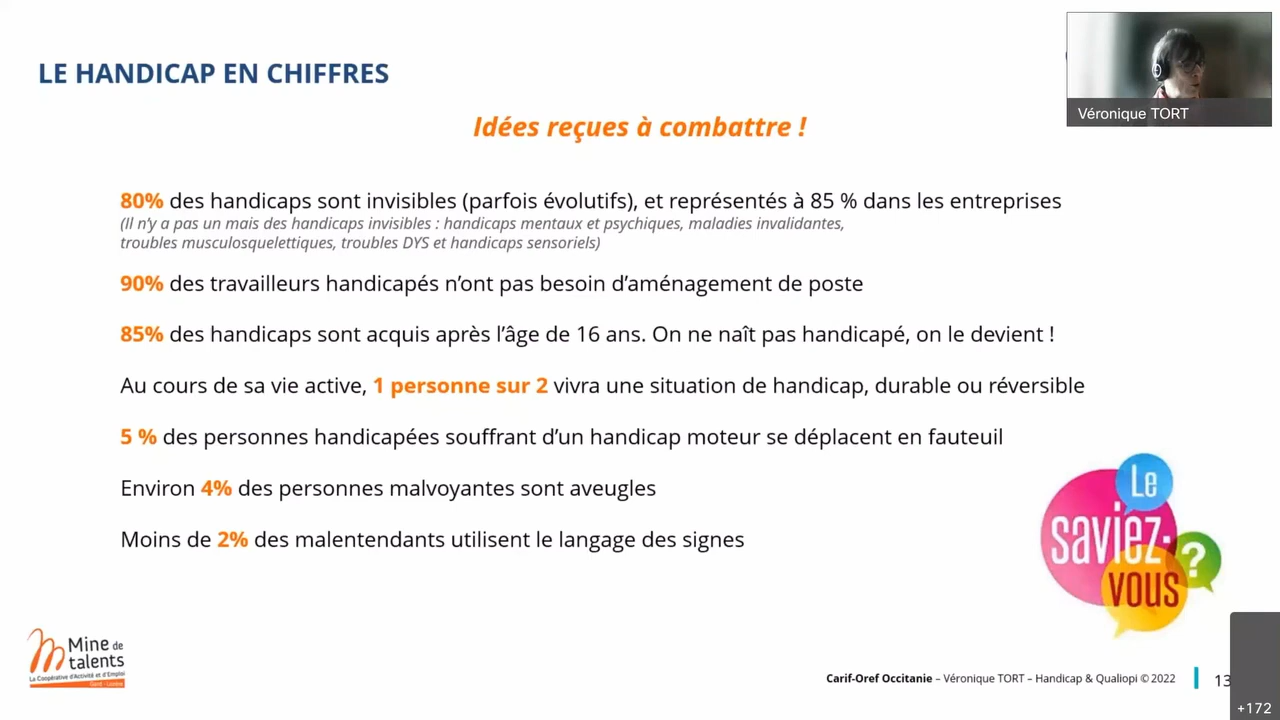 LE HANDICAP EN CHIFFRES
Véronique TORT
Idées reçues à combattre !
80% des handicaps sont invisibles (parfois évolutifs), et représentés à 85 % dans les entreprises
(Il n'y a pas un mais des handicaps invisibles : handicaps mentaux et psychiques, maladies invalidantes,
troubles musculosquelettiques, troubles DYS et handicaps sensoriels)
90% des travailleurs handicapés n'ont pas besoin d'aménagement de poste
85% des handicaps sont acquis après l'âge de 16 ans. On ne naît pas handicapé, on le devient !
Au cours de sa vie active, 1 personne sur 2 vivra une situation de handicap, durable ou réversible
5 % des personnes handicapées souffrant d'un handicap moteur se déplacent en fauteuil
Environ 4% des personnes malvoyantes sont aveugles
Moins de 2% des malentendants utilisent le langage des signes
Le
saviez-
vous ?
Mine de
talents
La Coopérative d'Activité et d'Emploi
Gard - Lozère
Carif-Oref Occitanie – Véronique TORT – Handicap & Qualiopi © 2022
13
+172